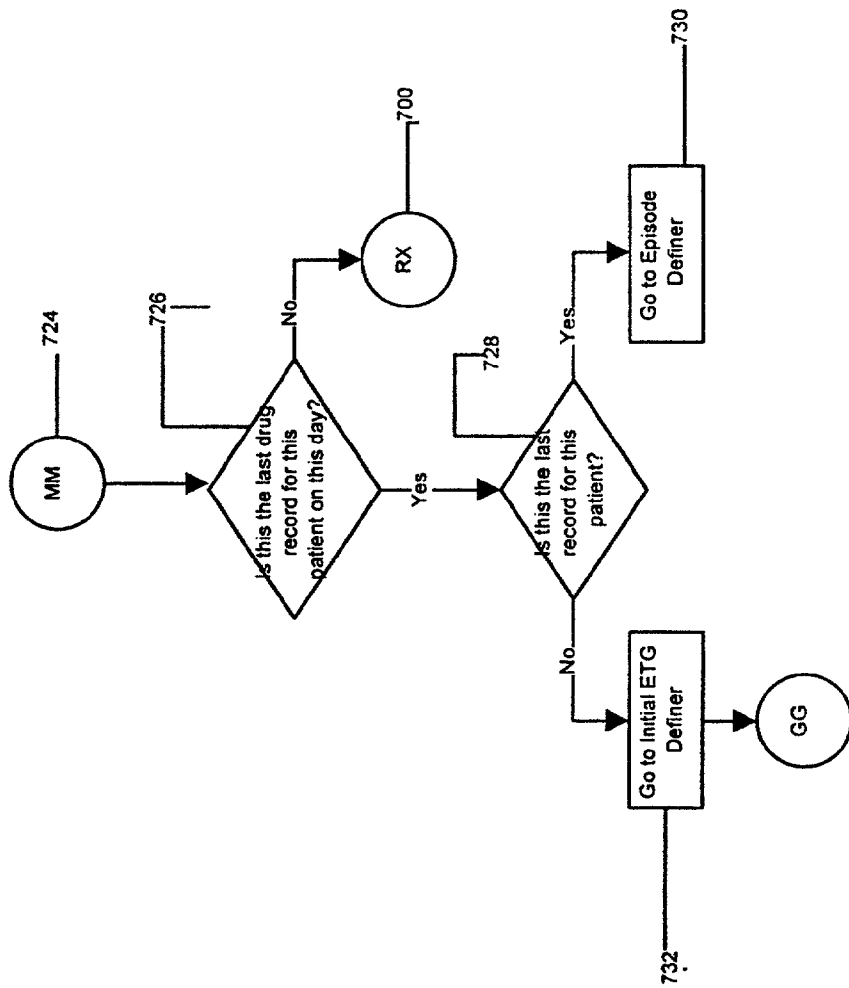 MM
724
726
Is this the last drug
record for this
patient on this day?
No
RX
700
Yes
728
Is this the last
record for this
patient?
Yes
No
Go to Episode
Definer
730
Go to Initial ETG
Definer
732
GG